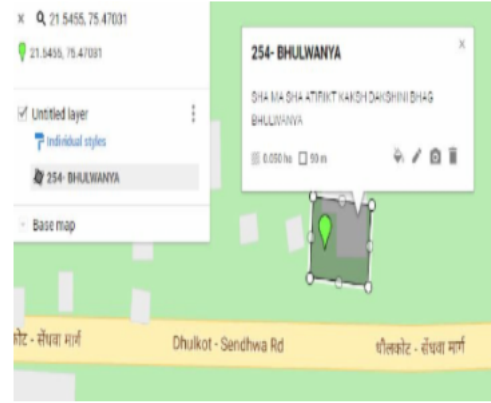 × 21.5455, 75.47031
21.5455, 75.47031
Untitled layer
Individual styles
254- BHULWANYA
Base map
254- BHULWANYA ×
SHA MA SHA ATIRIKT KAKSH DAKSHINI BHAG
BHULWANYA
0.050 ha 90 m
कोट - सेंधवा मार्ग
Dhulkot - Sendhwa Rd
धौलकोट - सेंधवा मार्ग